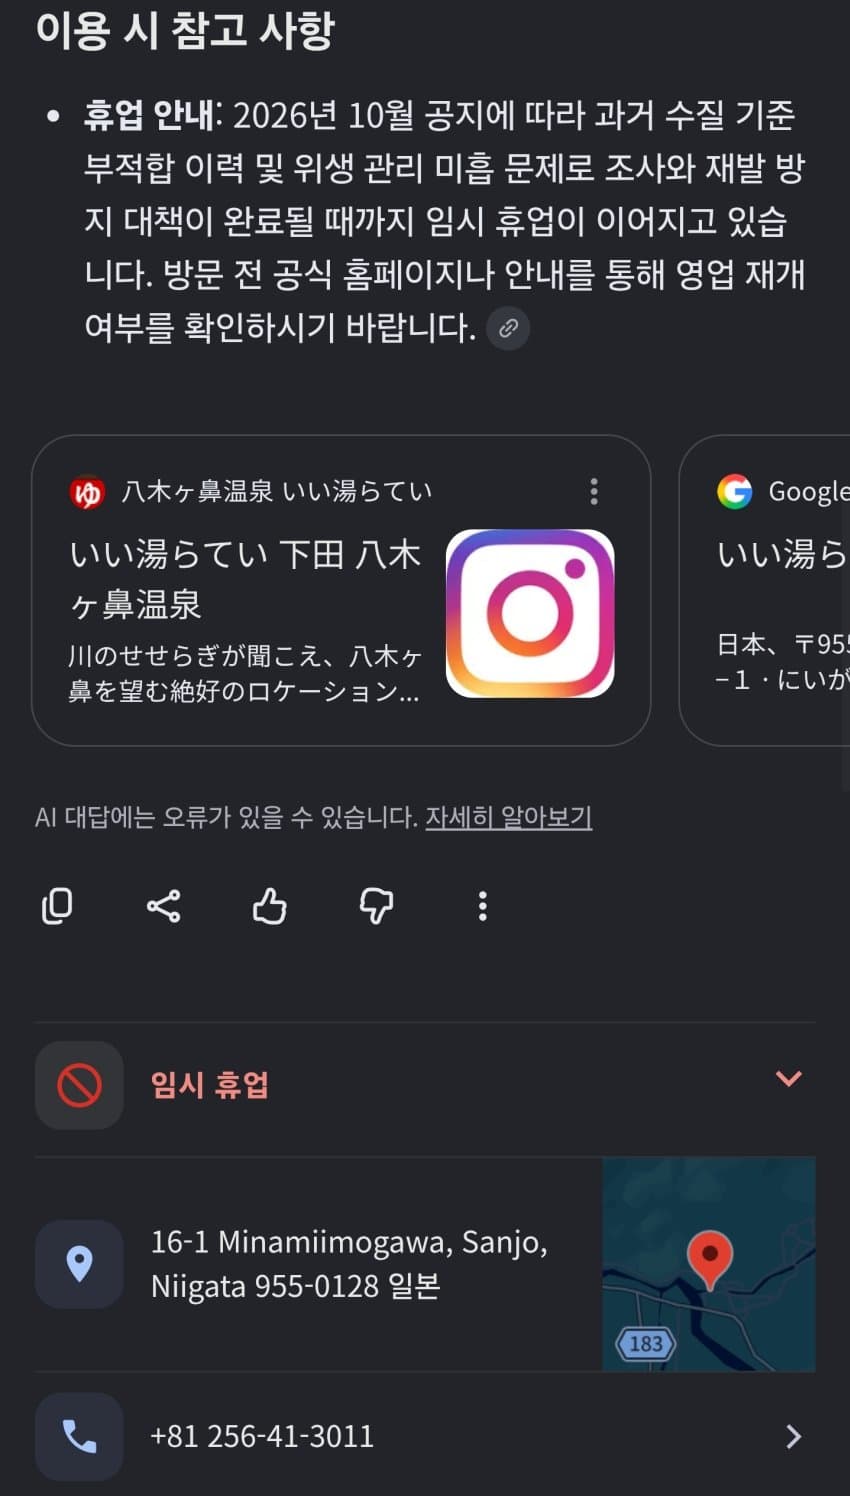 이용 시 참고 사항
• 휴업 안내: 2026년 10월 공지에 따라 과거 수질 기준
부적합 이력 및 위생 관리 미흡 문제로 조사와 재발 방
지 대책이 완료될 때까지 임시 휴업이 이어지고 있습
니다. 방문 전 공식 홈페이지나 안내를 통해 영업 재개
여부를 확인하시기 바랍니다.
ゆ 八木ヶ鼻温泉 いい湯らてい
いい湯らてい 下田 八木
ヶ鼻温泉
川のせせらぎが聞こえ、八木ヶ
鼻を望む絶好のロケーション...
G Google
いい湯ら
日本、〒955
−１ · にいが
AI 대답에는 오류가 있을 수 있습니다. 자세히 알아보기
임시 휴업
16-1 Minamiimogawa, Sanjo,
Niigata 955-0128 일본
183
+81 256-41-3011